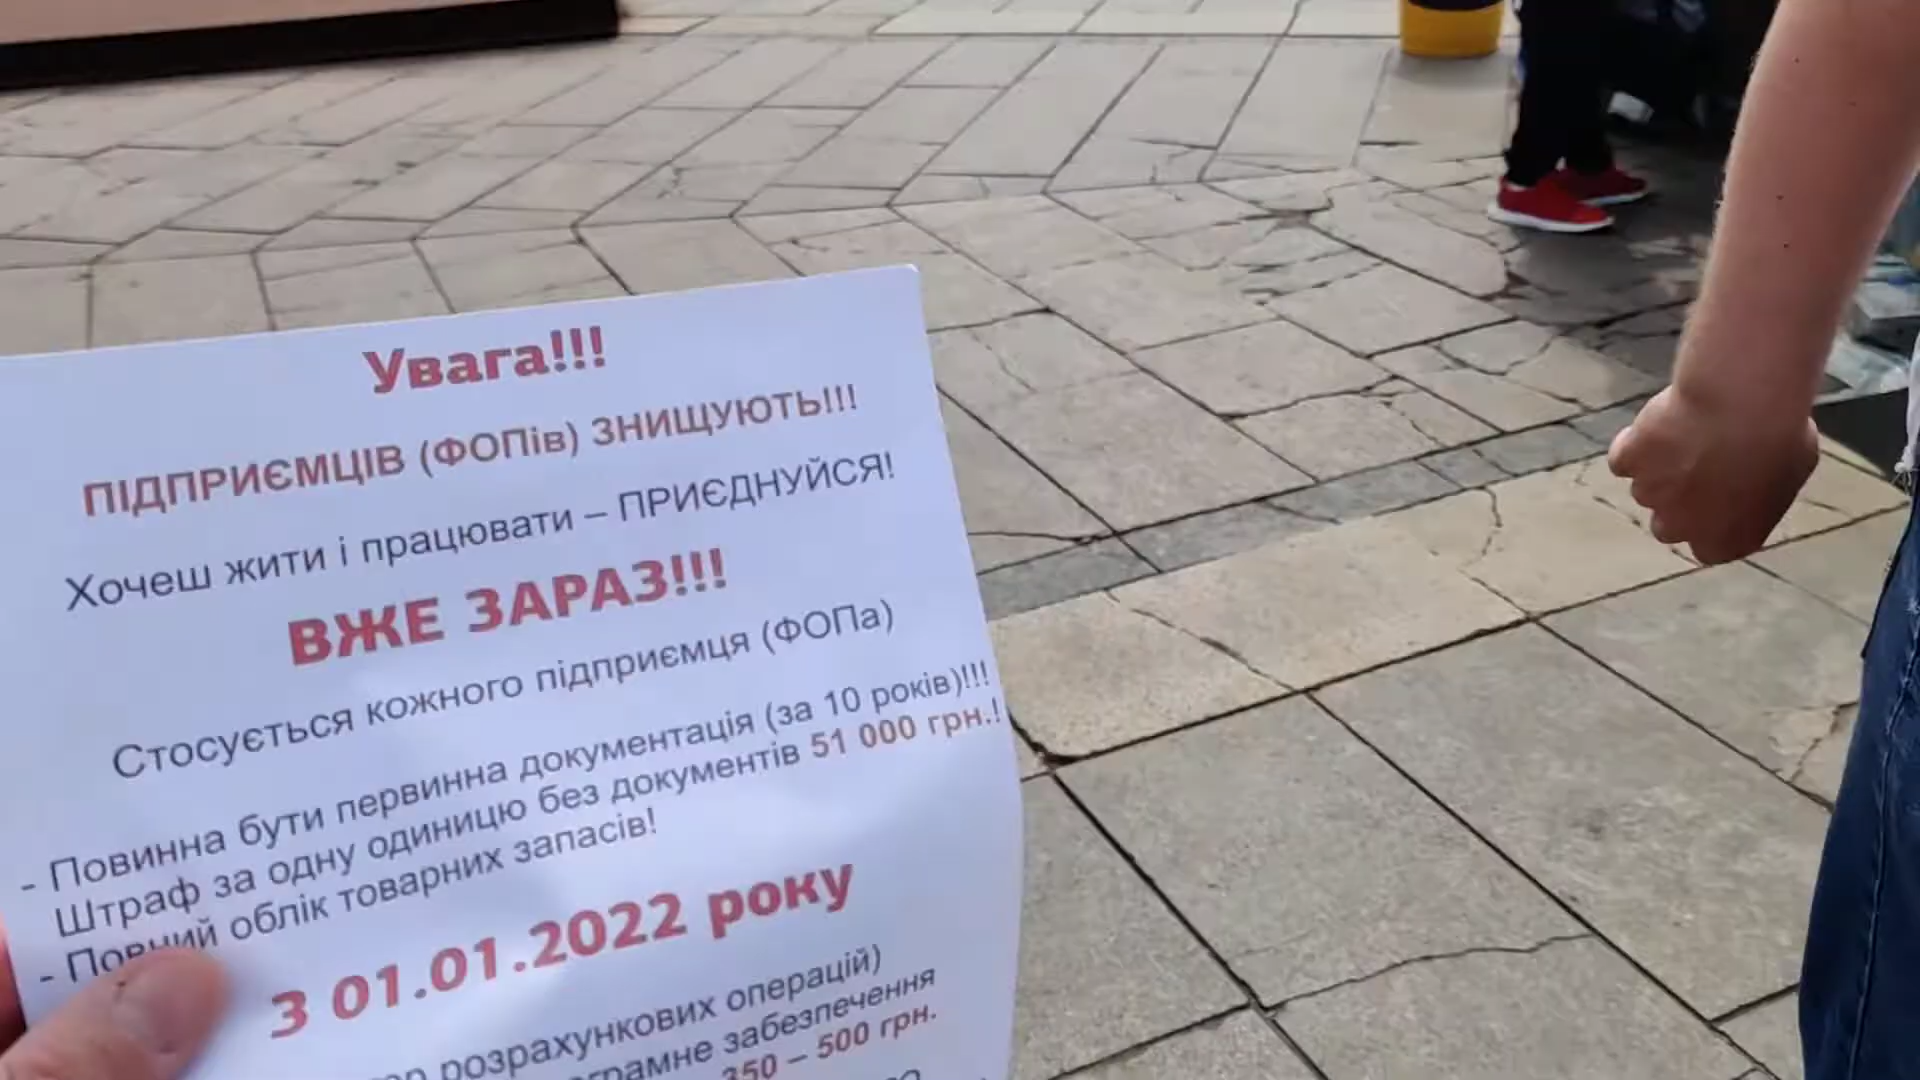 Увага!!!
ПІДПРИЄМЦІВ (ФОПів) ЗНИЩУЮТЬ!!!
Хочеш жити і працювати – ПРИЄДНУЙСЯ!
ВЖЕ ЗАРАЗ!!!
Стосується кожного підприємця (ФОПа)
- Повинна бути первинна документація (за 10 років)!!!
Штраф за одну одиницю без документів 51 000 грн.!
- Повний облік товарних запасів!
З 01.01.2022 року
розрахункових операцій)
забезпечення
350 – 500 грн.